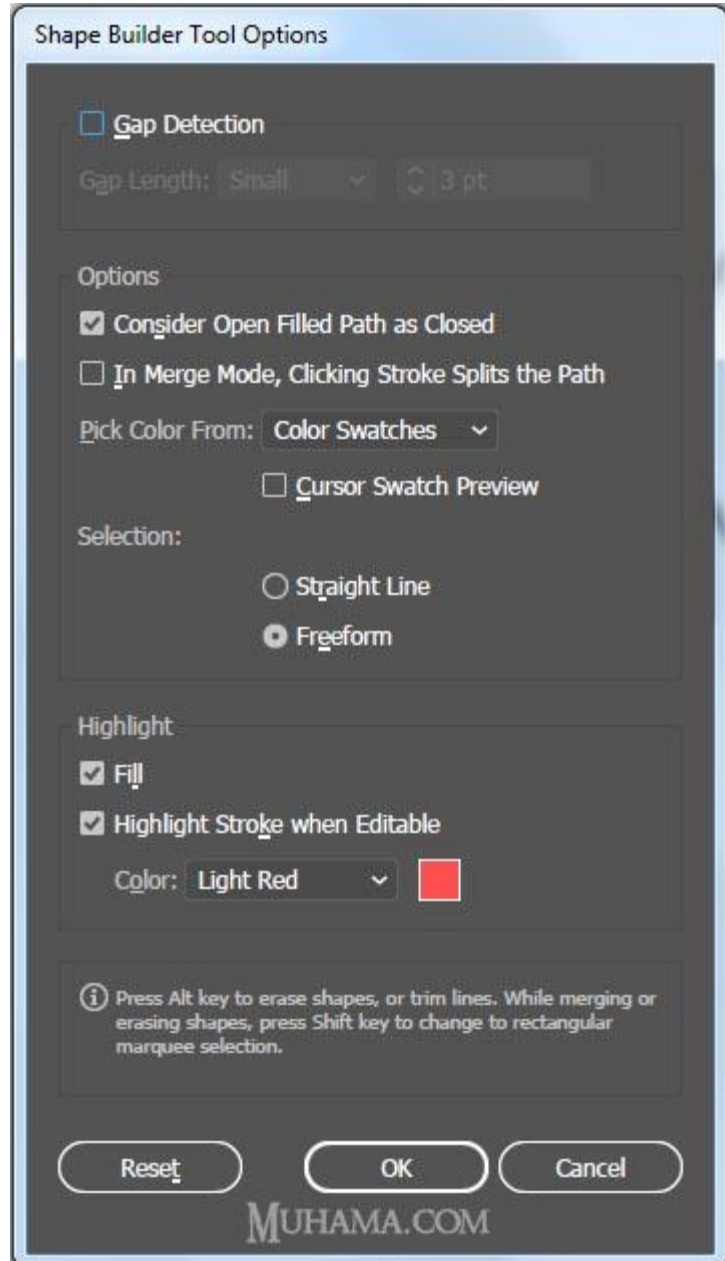 Shape Builder Tool Options
Gap Detection
Gap Length: Small 3 pt
Options
Consider Open Filled Path as Closed
In Merge Mode, Clicking Stroke Splits the Path
Pick Color From: Color Swatches
Cursor Swatch Preview
Selection:
Straight Line
Freeform
Highlight
Fill
Highlight Stroke when Editable
Color: Light Red
Press Alt key to erase shapes, or trim lines. While merging or
erasing shapes, press Shift key to change to rectangular
marquee selection.
Reset OK Cancel
MUHAMA.COM